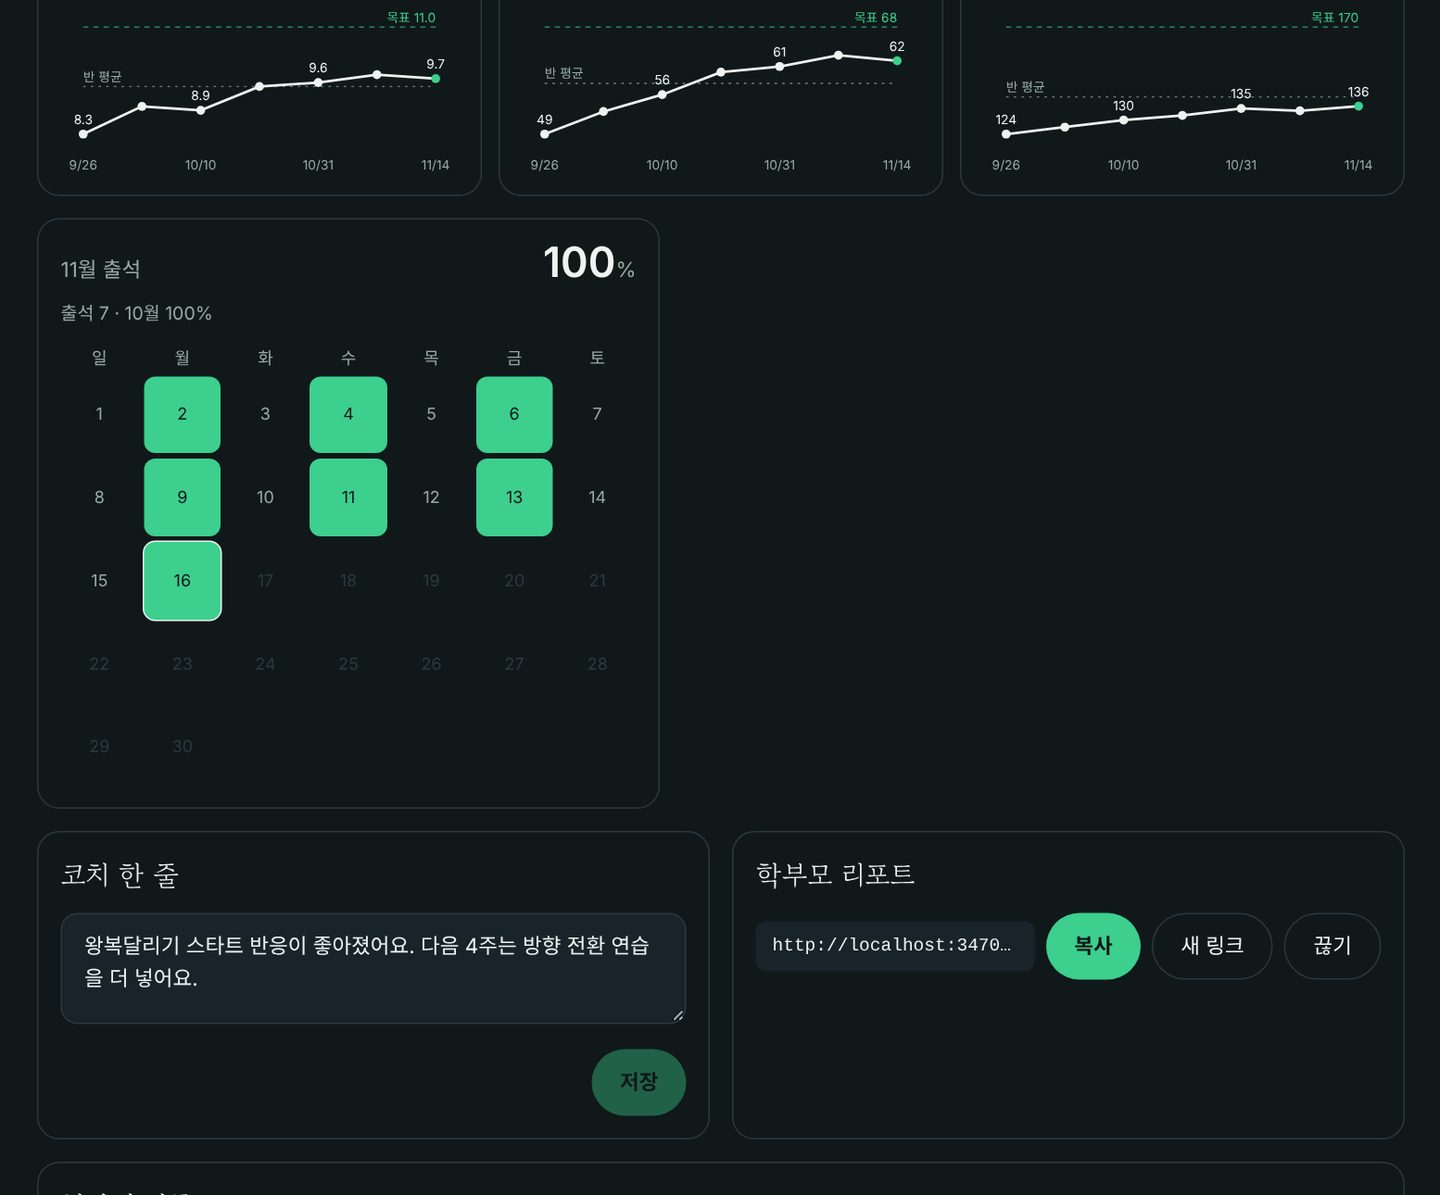 목표 11.0
반 평균
8.3
8.9
9.6
9.7
9/26
10/10
10/31
11/14
목표 68
반 평균
49
56
61
62
9/26
10/10
10/31
11/14
목표 170
반 평균
124
130
135
136
9/26
10/10
10/31
11/14
11월 출석
100%
출석 7 · 10월 100%
일 월 화 수 목 금 토
1 2 3 4 5 6 7
8 9 10 11 12 13 14
15 16 17 18 19 20 21
22 23 24 25 26 27 28
29 30
코치 한 줄
왕복달리기 스타트 반응이 좋아졌어요. 다음 4주는 방향 전환 연습
을 더 넣어요.
저장
학부모 리포트
http://localhost:3470…
복사
새 링크
끊기